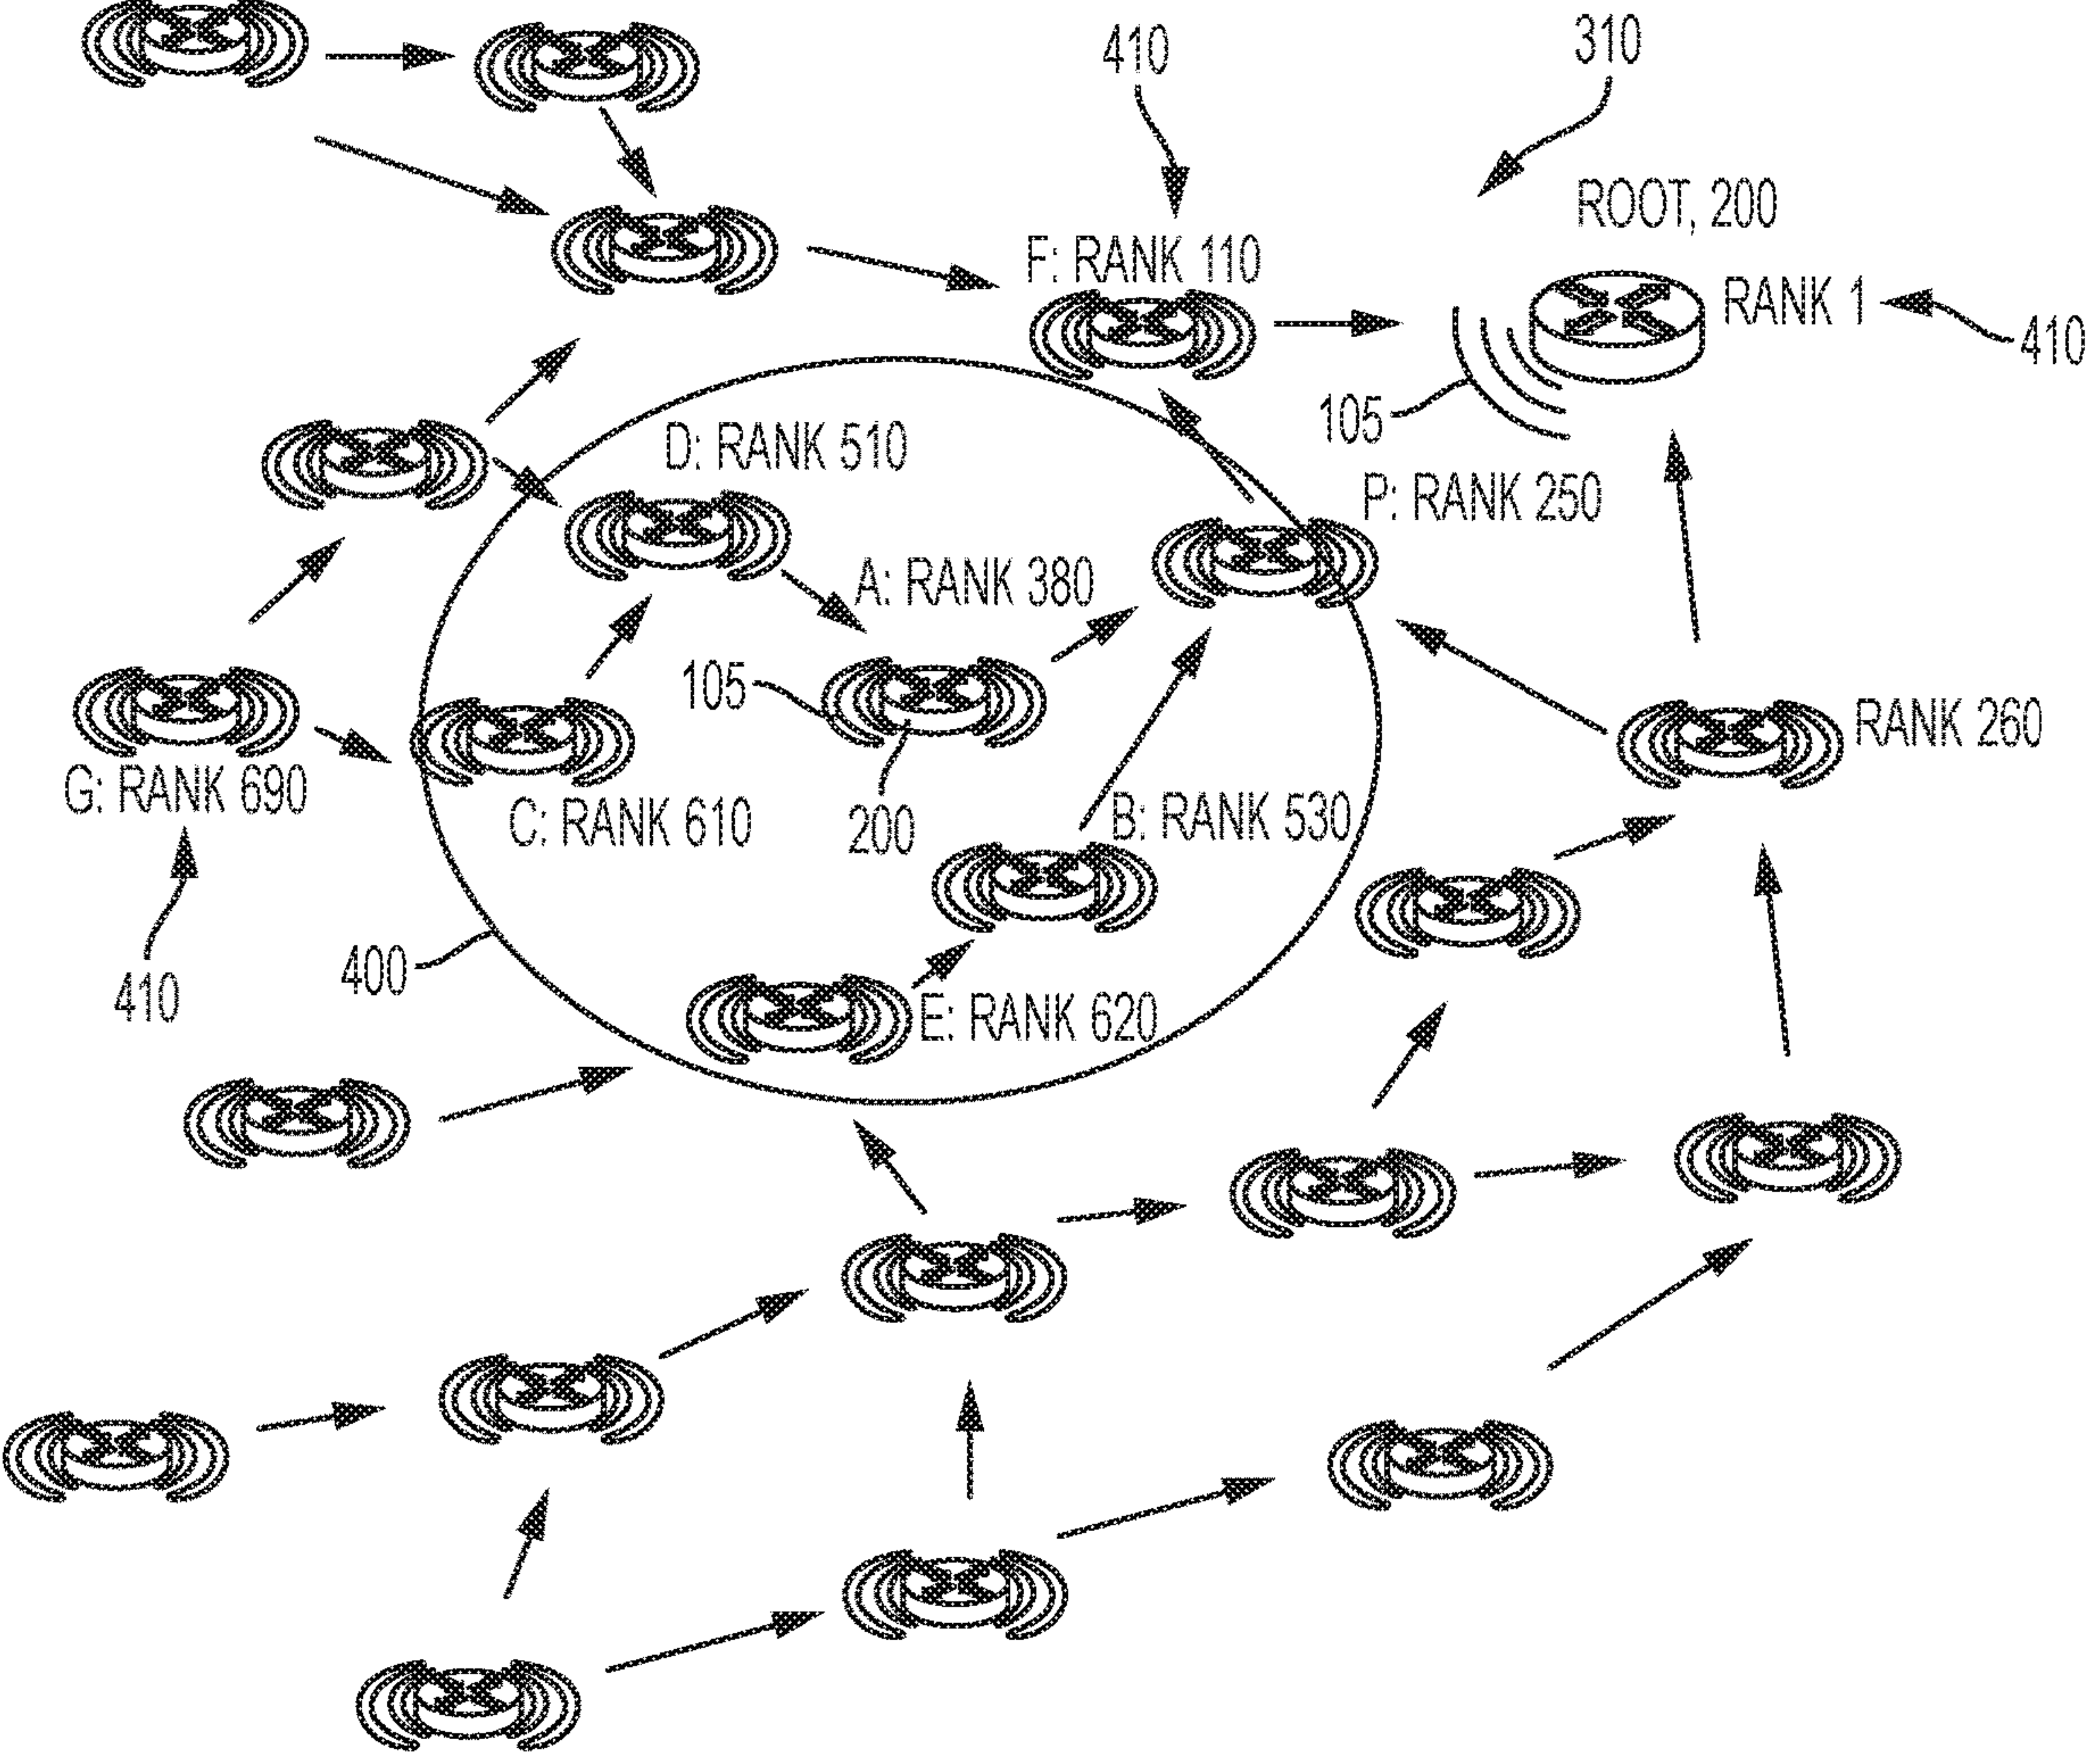 310
410
ROOT, 200
F: RANK 110
RANK 1
410
105
D: RANK 510
P: RANK 250
A: RANK 380
105
RANK 260
G: RANK 690
C: RANK 610
200
B: RANK 530
400
410
E: RANK 620